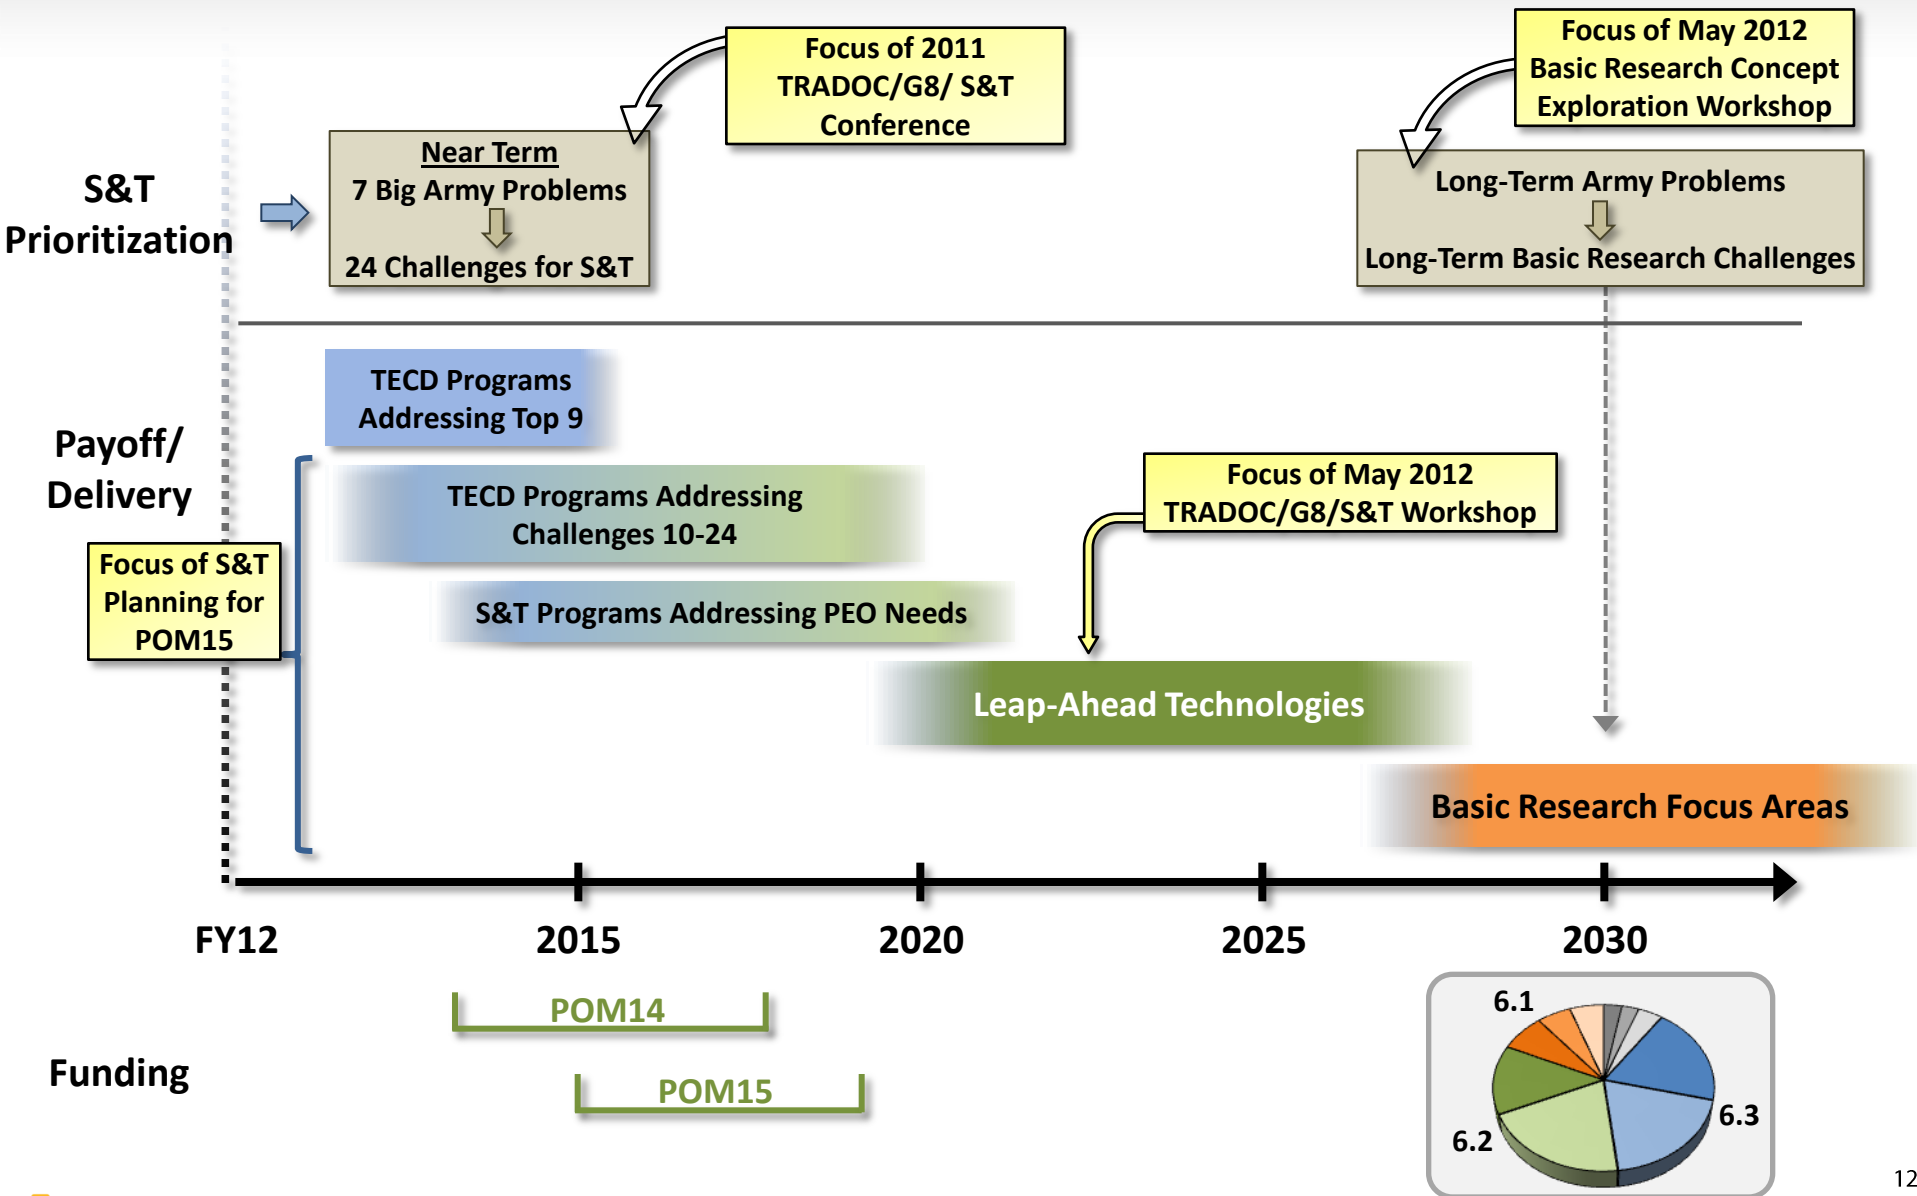 Focus of 2011
TRADOC/G8/ S&T
Conference
Focus of May 2012
Basic Research Concept
Exploration Workshop
S&T
Prioritization
Near Term
7 Big Army Problems
24 Challenges for S&T
Long-Term Army Problems
Long-Term Basic Research Challenges
Payoff/
Delivery
TECD Programs
Addressing Top 9
TECD Programs Addressing
Challenges 10-24
Focus of May 2012
TRADOC/G8/S&T Workshop
Focus of S&T
Planning for
POM15
S&T Programs Addressing PEO Needs
Leap-Ahead Technologies
Basic Research Focus Areas
FY12
2015
2020
2025
2030
Funding
POM14
POM15
6.1
6.3
6.2
12